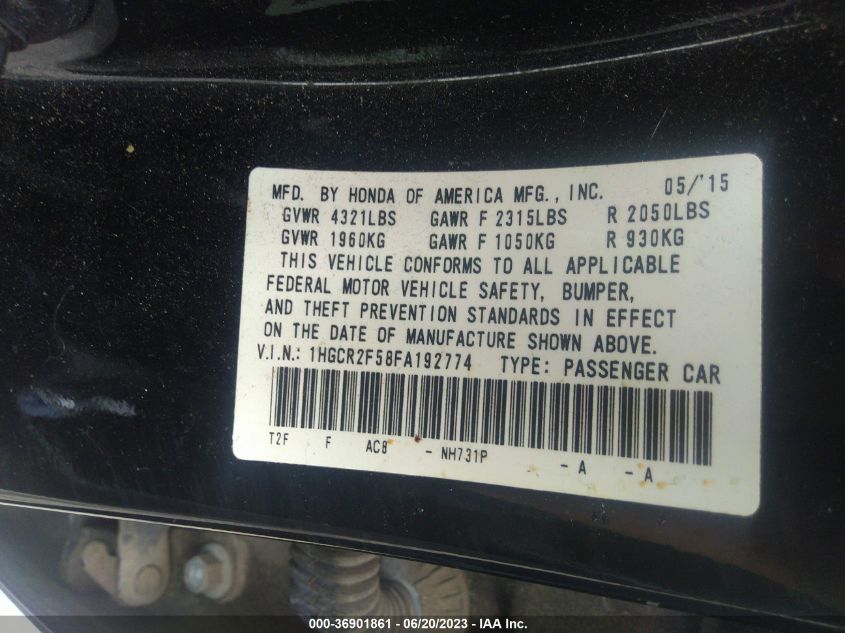 MFD. BY HONDA OF AMERICA MFG., INC. 05/'15
GVWR 4321LBS GAWR F 2315LBS R 2050LBS
GVWR 1960KG GAWR F 1050KG R 930KG
THIS VEHICLE CONFORMS TO ALL APPLICABLE
FEDERAL MOTOR VEHICLE SAFETY, BUMPER,
AND THEFT PREVENTION STANDARDS IN EFFECT
ON THE DATE OF MANUFACTURE SHOWN ABOVE.
V.I.N.: 1HGCR2F58FA192774 TYPE: PASSENGER CAR
T2F F AC8 - NH731P - A - A
000-36901861 - 06/20/2023 - IAA Inc.